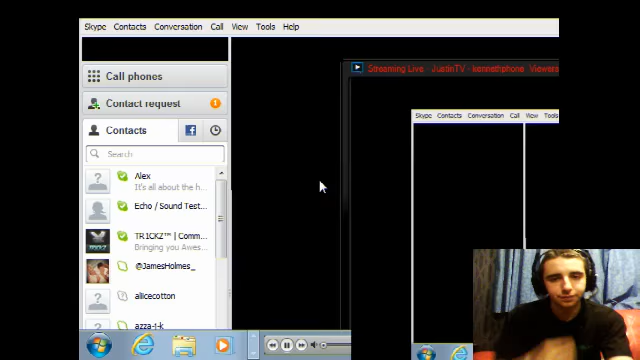 Skype Contacts Conversation Call View Tools Help
Call phones
Contact request 1
Contacts
Search
Alex
It's all about the h...
Echo / Sound Test...
TR1CKZ™ | Comm...
Bringing you Awes...
@JamesHolmes_
alicecotton
azza-!-k
Streaming Live - JustinTV - kennethphone Viewers
Skype Contacts Conversation Call View Tools